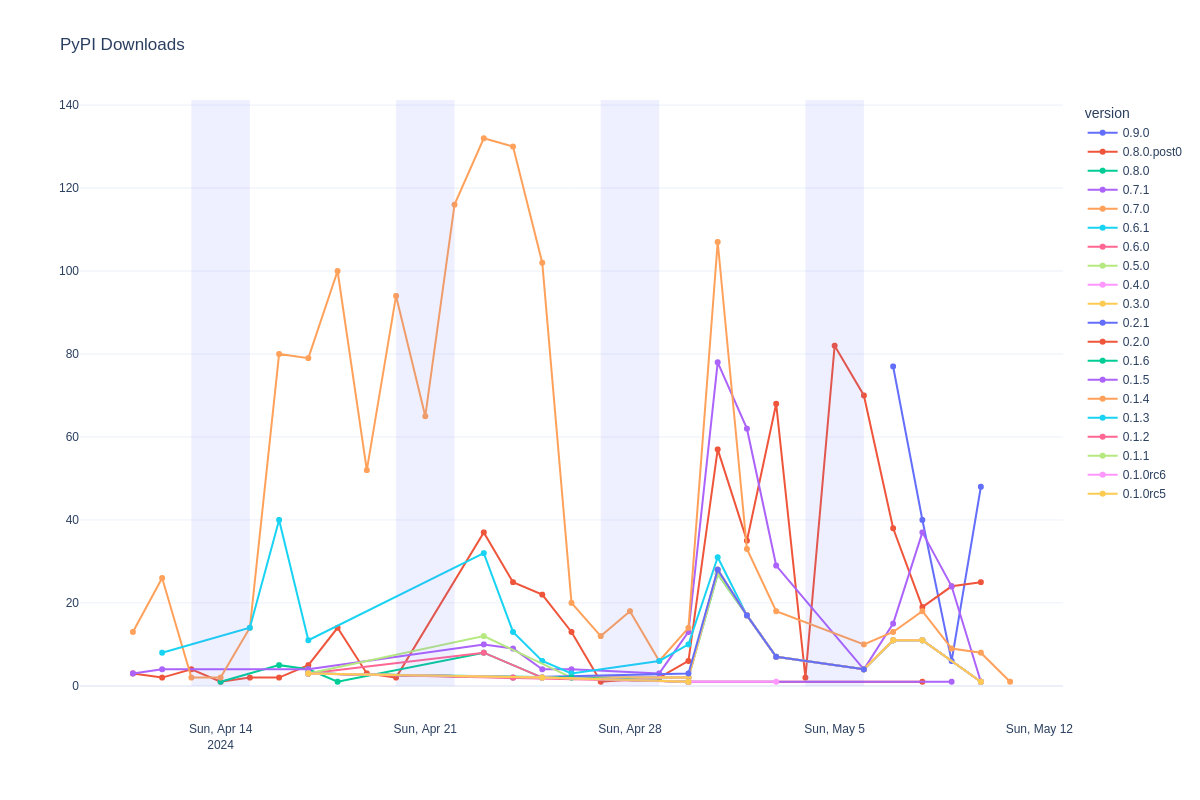 PyPI Downloads
140
120
100
80
60
40
20
0
Sun, Apr 14
2024
Sun, Apr 21
Sun, Apr 28
Sun, May 5
Sun, May 12
version
0.9.0
0.8.0.post0
0.8.0
0.7.1
0.7.0
0.6.1
0.6.0
0.5.0
0.4.0
0.3.0
0.2.1
0.2.0
0.1.6
0.1.5
0.1.4
0.1.3
0.1.2
0.1.1
0.1.0rc6
0.1.0rc5